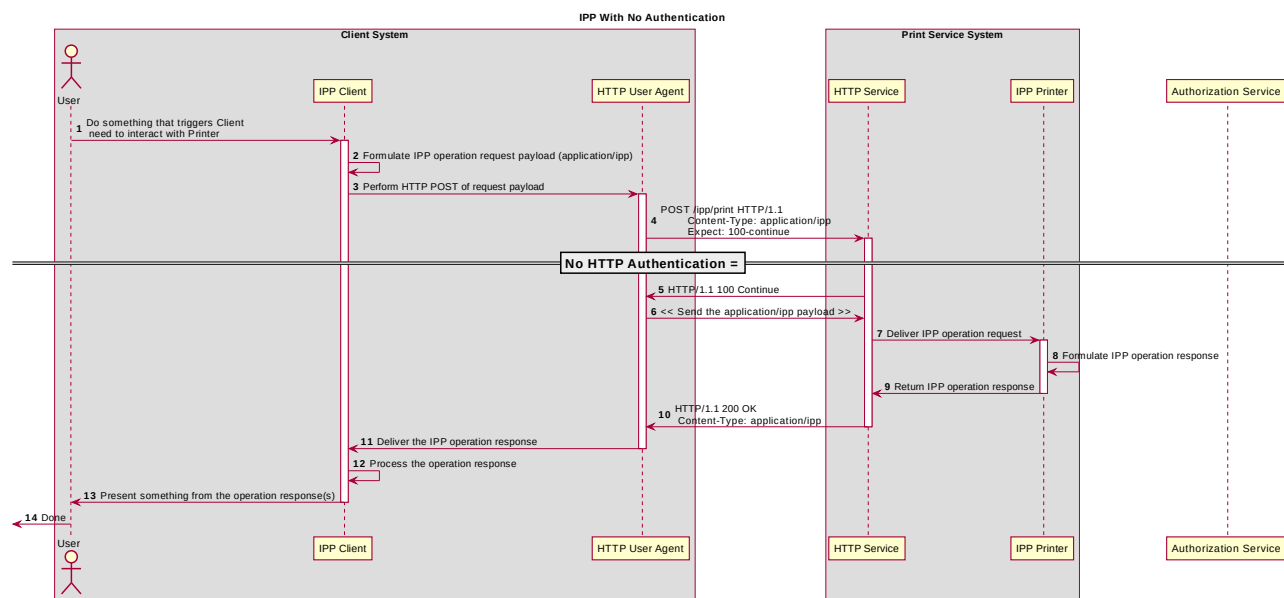 IPP With No Authentication
Client System
Print Service System
User
IPP Client
HTTP User Agent
HTTP Service
IPP Printer
Authorization Service
1 Do something that triggers Client
need to interact with Printer
2 Formulate IPP operation request payload (application/ipp)
3 Perform HTTP POST of request payload
4 POST /ipp/print HTTP/1.1
Content-Type: application/ipp
Expect: 100-continue
No HTTP Authentication =
5 HTTP/1.1 100 Continue
6 << Send the application/ipp payload >>
7 Deliver IPP operation request
8 Formulate IPP operation response
9 Return IPP operation response
10 HTTP/1.1 200 OK
Content-Type: application/ipp
11 Deliver the IPP operation response
12 Process the operation response
13 Present something from the operation response(s)
14 Done
User
IPP Client
HTTP User Agent
HTTP Service
IPP Printer
Authorization Service